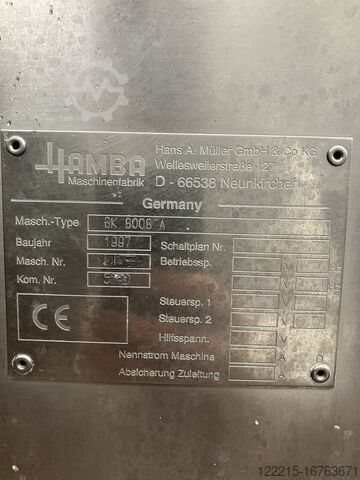 HAMBA
Maschinenfabrik
Hans A. Müller GmbH & Co KG
Wellesweilerstraße 127
D - 66538 Neunkirchen
Germany
Masch.-Type BK 8006 A
Baujahr 1997
Schaltplan Nr.
Masch. Nr.
Betriebssp. V
Kom. Nr.
V
Steuersp. 1 V
CE
Steuersp. 2 V
Hilfsspann. V
Nennstrom Maschine A
Absicherung Zuleitung A
122215-16763671